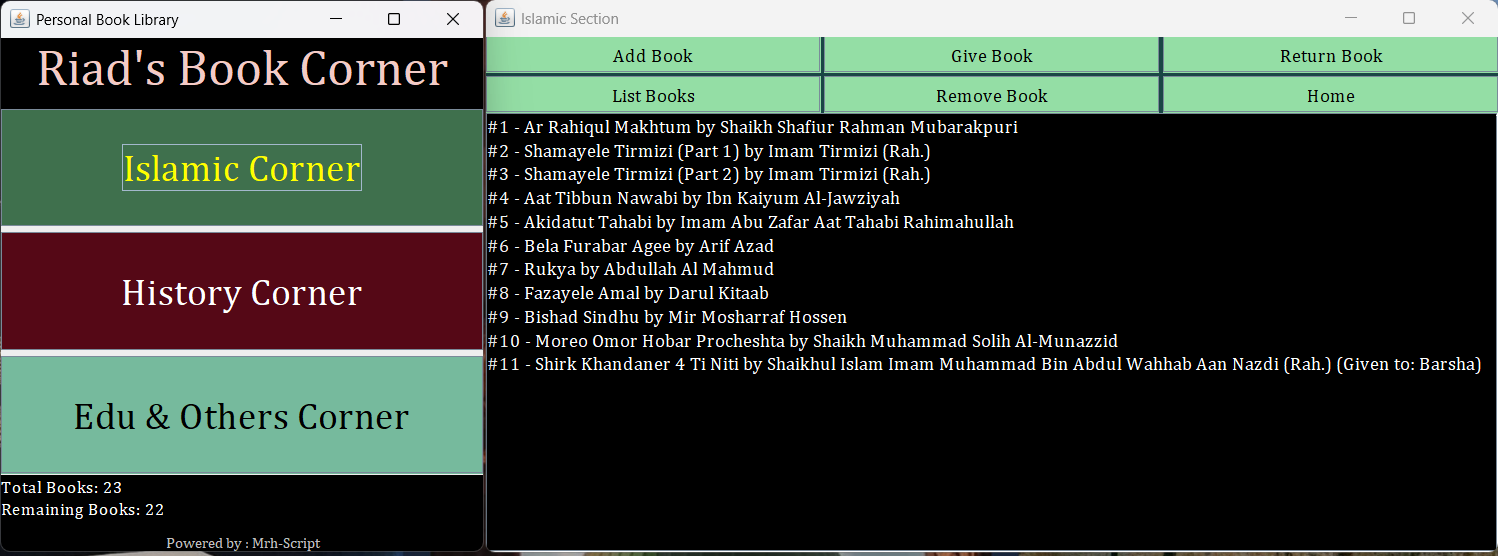 Personal Book Library
Riad's Book Corner
Islamic Corner
History Corner
Edu & Others Corner
Total Books: 23
Remaining Books: 22
Powered by : Mrh-Script
Islamic Section
Add Book
Give Book
Return Book
List Books
Remove Book
Home
#1 - Ar Rahiqul Makhtum by Shaikh Shafiur Rahman Mubarakpuri
#2 - Shamayele Tirmizi (Part 1) by Imam Tirmizi (Rah.)
#3 - Shamayele Tirmizi (Part 2) by Imam Tirmizi (Rah.)
#4 - Aat Tibbun Nawabi by Ibn Kaiyum Al-Jawziyah
#5 - Akidatut Tahabi by Imam Abu Zafar Aat Tahabi Rahimahullah
#6 - Bela Furabar Agee by Arif Azad
#7 - Rukya by Abdullah Al Mahmud
#8 - Fazayele Amal by Darul Kitaab
#9 - Bishad Sindhu by Mir Mosharraf Hossen
#10 - Moreo Omor Hobar Procheshta by Shaikh Muhammad Solih Al-Munazzid
#11 - Shirk Khandaner 4 Ti Niti by Shaikhul Islam Imam Muhammad Bin Abdul Wahhab Aan Nazdi (Rah.) (Given to: Barsha)